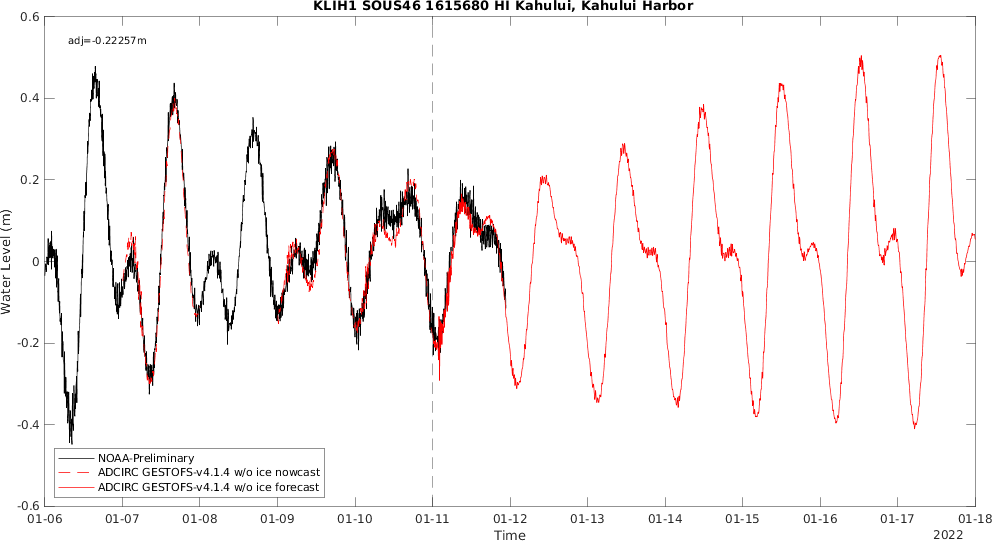 KLIH1 SOUS46 1615680 HI Kahului, Kahului Harbor
adj=-0.22257m
0.6
0.4
0.2
0
-0.2
-0.4
-0.6
Water Level (m)
NOAA-Preliminary
ADCIRC GESTOFS-v4.1.4 w/o ice nowcast
ADCIRC GESTOFS-v4.1.4 w/o ice forecast
01-06 01-07 01-08 01-09 01-10 01-11 01-12 01-13 01-14 01-15 01-16 01-17 01-18
Time
2022